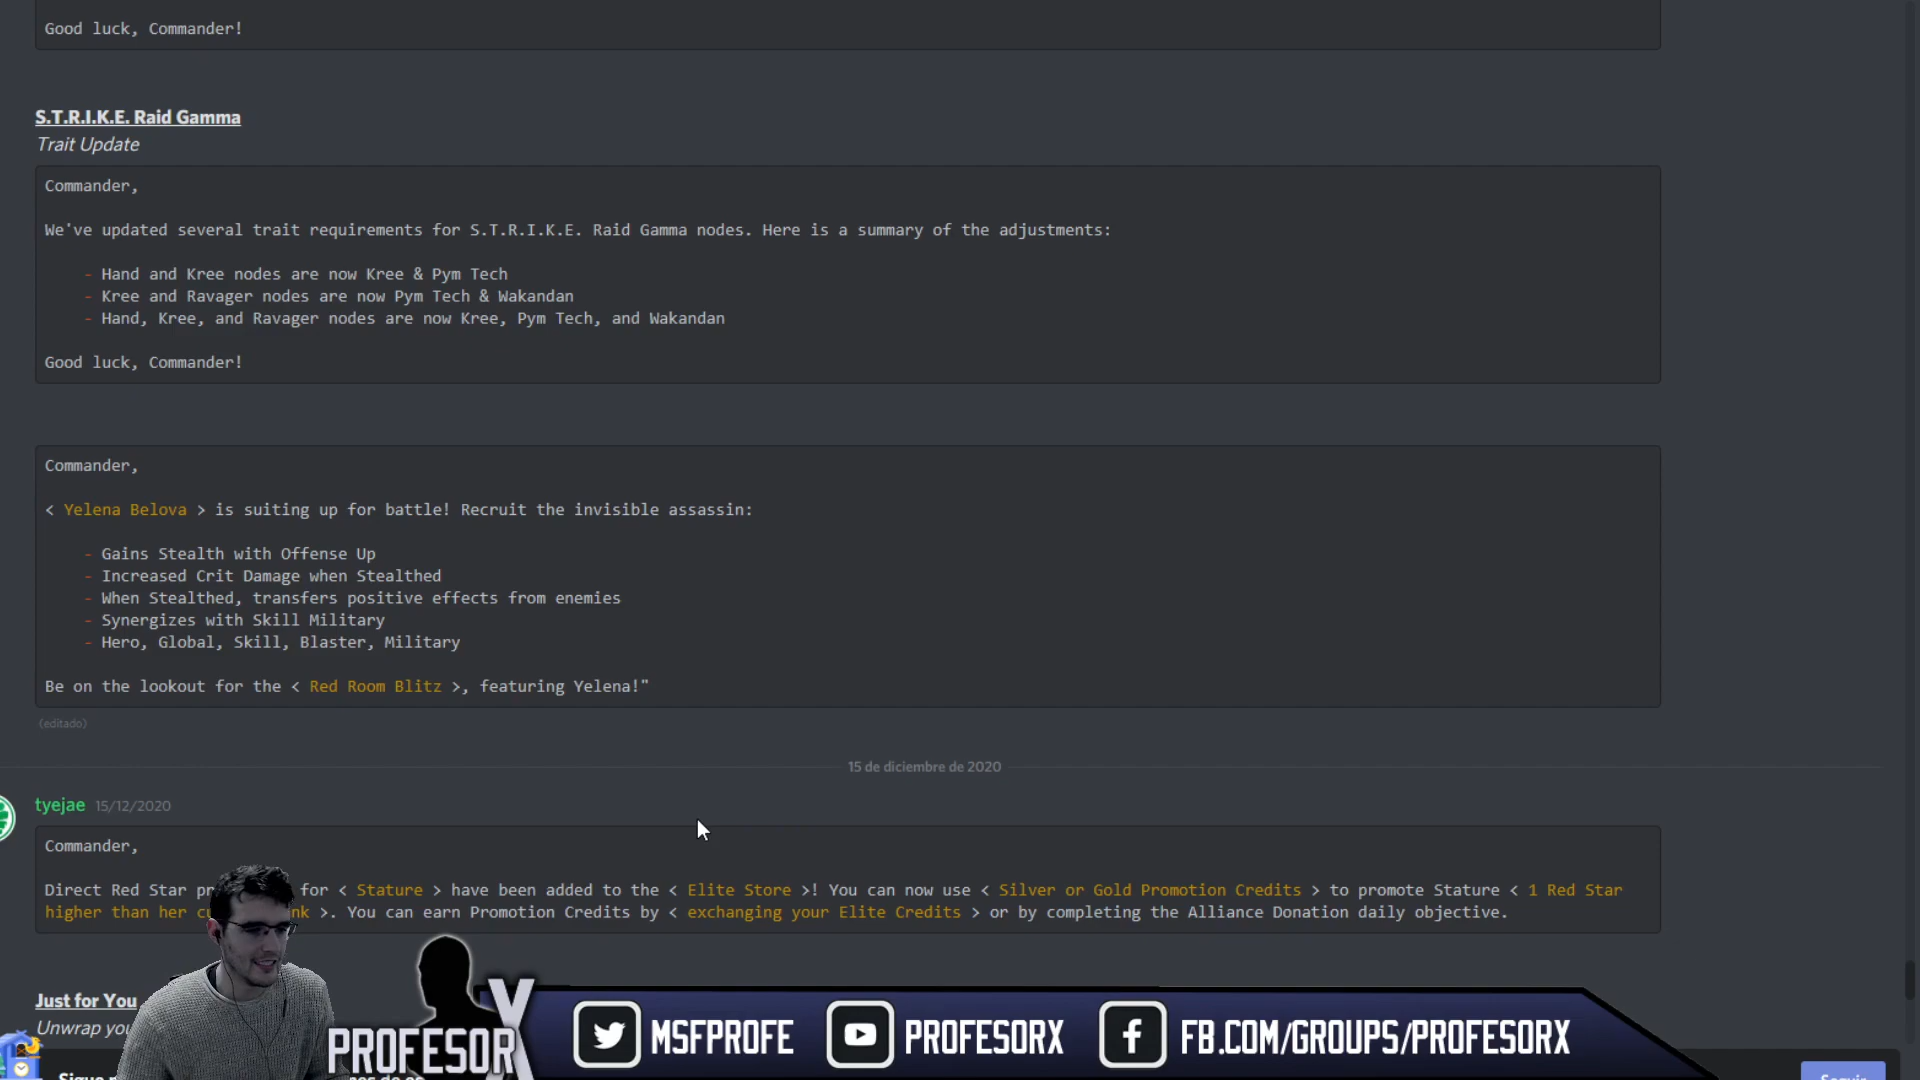 Good luck, Commander!
S.T.R.I.K.E. Raid Gamma
Trait Update
Commander,
We've updated several trait requirements for S.T.R.I.K.E. Raid Gamma nodes. Here is a summary of the adjustments:
- Hand and Kree nodes are now Kree & Pym Tech
- Kree and Ravager nodes are now Pym Tech & Wakandan
- Hand, Kree, and Ravager nodes are now Kree, Pym Tech, and Wakandan
Good luck, Commander!
Commander,
< Yelena Belova > is suiting up for battle! Recruit the invisible assassin:
- Gains Stealth with Offense Up
- Increased Crit Damage when Stealthed
- When Stealthed, transfers positive effects from enemies
- Synergizes with Skill Military
- Hero, Global, Skill, Blaster, Military
Be on the lookout for the < Red Room Blitz >, featuring Yelena!"
(editado)
15 de diciembre de 2020
tyejae 15/12/2020
Commander,
Direct Red Star for < Stature > have been added to the < Elite Store >! You can now use < Silver or Gold Promotion Credits > to promote Stature < 1 Red Star
higher than her >. You can earn Promotion Credits by < exchanging your Elite Credits > or by completing the Alliance Donation daily objective.
Just for You
Unwrap
PROFESOR X
MSFPROFE
PROFESORX
FB.COM/GROUPS/PROFESORX